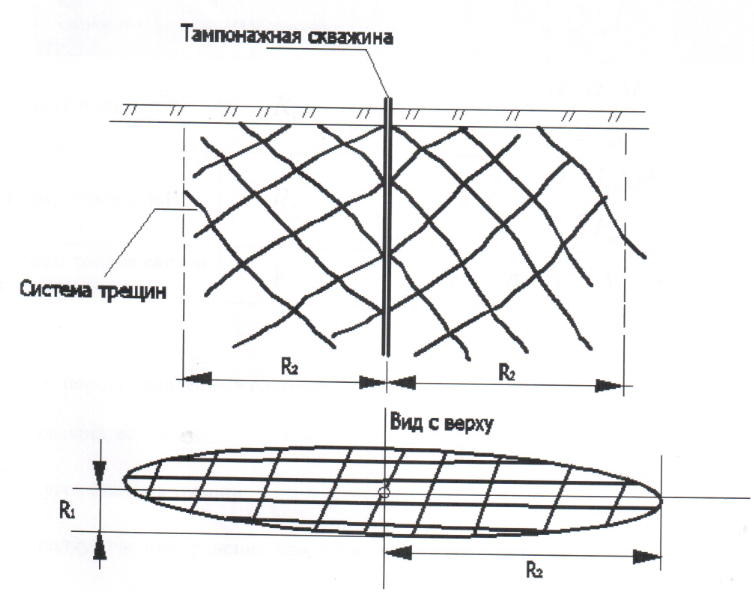 Тампонажная скважина
Система трещин
R₂
R₂
Вид с верху
R₁
R₂